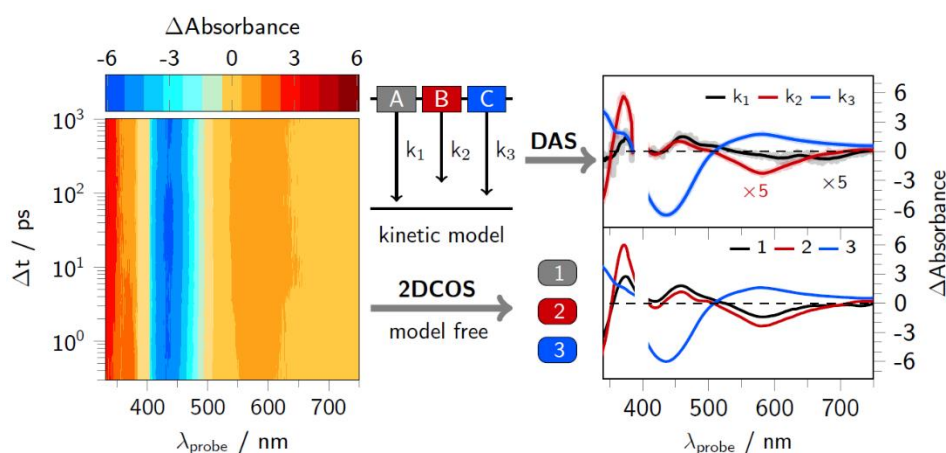 ΔAbsorbance
-6 -3 0 3 6
10³
10²
10¹
10⁰
Δt / ps
400 500 600 700
λprobe / nm
A B C
k₁ k₂ k₃
kinetic model
DAS
2DCOS
model free
1
2
3
k₁ k₂ k₃
×5 ×5
6
3
0
-3
-6
1 2 3
6
3
0
-3
-6
ΔAbsorbance
400 500 600 700
λprobe / nm